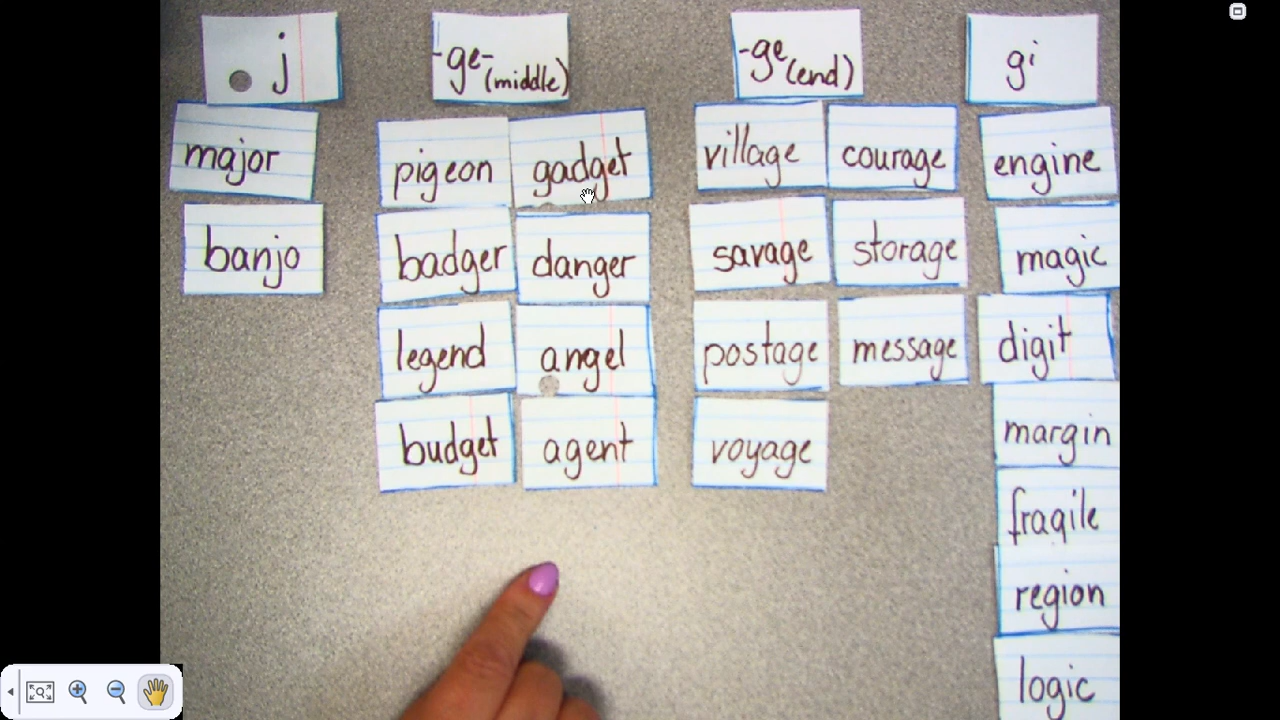 j
-ge-(middle)
-ge(end)
gi
major
banjo
pigeon gadget
badger danger
legend angel
budget agent
village courage
savage storage
postage message
voyage
engine
magic
digit
margin
fragile
region
logic